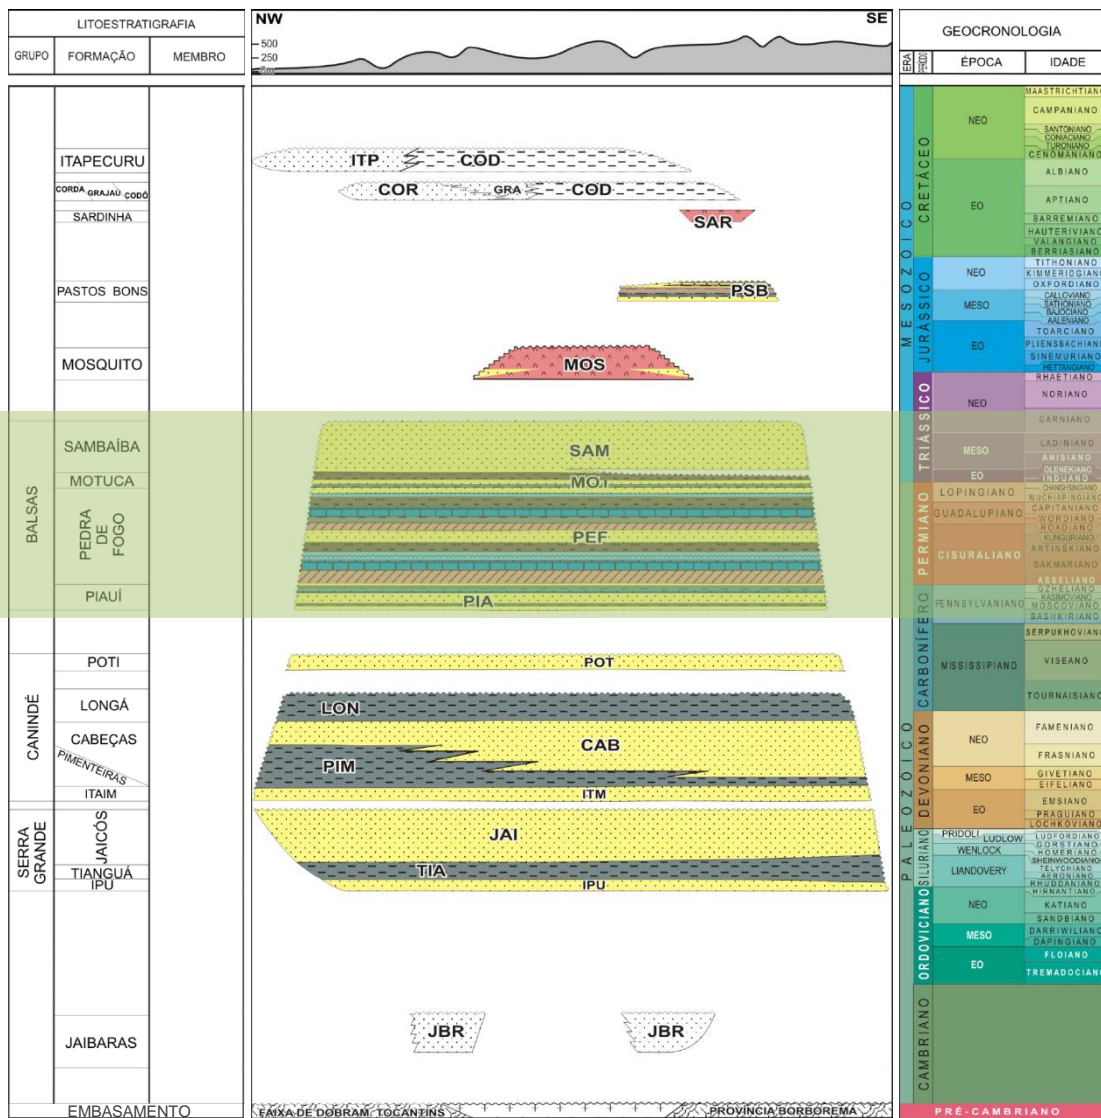 LITOESTRATIGRAFIA
GRUPO FORMAÇÃO MEMBRO
BALSAS
CANINDÉ
SERRA
GRANDE
ITAPECURU
CORDA GRAJAÚ CODÓ
SARDINHA
PASTOS BONS
MOSQUITO
SAMBAÍBA
MOTUCA
PEDRA
DE
FOGO
PIAUÍ
POTI
LONGÁ
CABEÇAS
PIMENTEIRAS
ITAIM
JAICÓS
TIANGUÁ
IPU
JAIBARAS
EMBASAMENTO
NW SE
500
250
ITP COD
COR GRA COD
SAR
PSB
MOS
SAM
MOT
PEF
PIA
POT
LON
CAB
PIM
ITM
JAI
TIA
IPU
JBR JBR
FAIXA DE DOBRAM. TOCANTINS PROVÍNCIA BORBOREMA
GEOCRONOLOGIA
ERA PERÍODO ÉPOCA IDADE
MESOZOICO
PALEOZÓICO
CRETÁCEO
JURÁSSICO
TRIÁSSICO
PERMIANO
CARBONÍFERO
DEVONIANO
SILURIANO
ORDOVICIANO
CAMBRIANO
NEO
EO
NEO
MESO
EO
NEO
MESO
EO
LOPINGIANO
GUADALUPIANO
CISURALIANO
PENNSYLVANIANO
MISSISSIPIANO
NEO
MESO
EO
PRIDOLI
LUDLOW
WENLOCK
LIANDOVERY
NEO
MESO
EO
MAASTRICHTIANO
CAMPANIANO
SANTONIANO
CONIACIANO
TURONIANO
CENOMANIANO
ALBIANO
APTIANO
BARREMIANO
HAUTERIVIANO
VALANGIANO
BERRIASIANO
TITHONIANO
KIMMERIDGIANO
OXFORDIANO
CALLOVIANO
BATHONIANO
BAJOCIANO
AALENIANO
TOARCIANO
PLIENSBACHIANO
SINEMURIANO
HETTANGIANO
RHAETIANO
NORIANO
CARNIANO
LADINIANO
ANISIANO
OLENEKIANO
INDUANO
CHANGHSINGIANO
WUCHIAPINGIANO
CAPITANIANO
WORDIANO
ROADIANO
KUNGURIANO
ARTINSKIANO
SAKMARIANO
ASSELIANO
GZHELIANO
KASIMOVIANO
MOSCOVIANO
BASHKIRIANO
SERPUKHOVIANO
VISEANO
TOURNAISIANO
FAMENIANO
FRASNIANO
GIVETIANO
EIFELIANO
EMSIANO
PRAGUIANO
LOCHKOVIANO
LUDFORDIANO
GORSTIANO
HOMERIANO
SHEINWOODIANO
TELYCHIANO
AERONIANO
RHUDDANIANO
HIRNANTIANO
KATIANO
SANDBIANO
DARRIWILIANO
DAPINGIANO
FLOIANO
TREMADOCIANO
PRÉ-CAMBRIANO